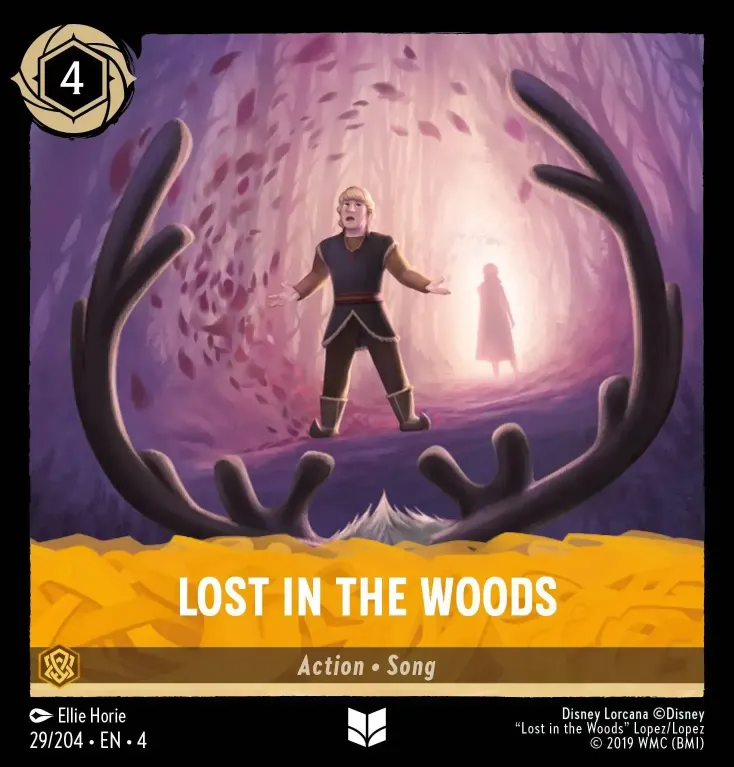 4
LOST IN THE WOODS
Action • Song
Ellie Horie
29/204 • EN • 4
Disney Lorcana ©Disney
“Lost in the Woods” Lopez/Lopez
© 2019 WMC (BMI)